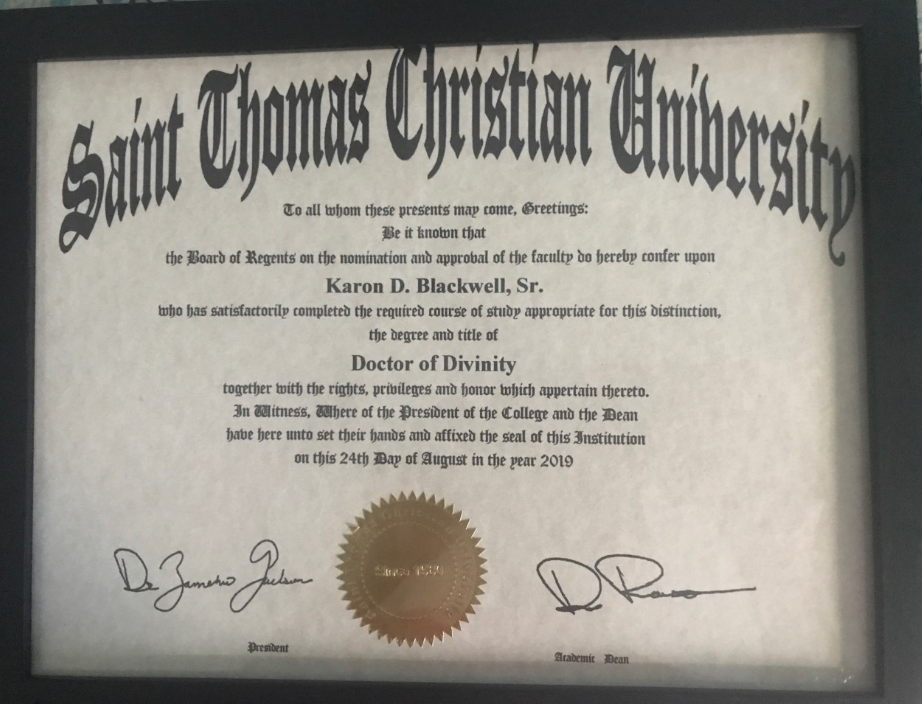 Saint Thomas Christian University
To all whom these presents may come, Greetings:
Be it known that
the Board of Regents on the nomination and approval of the faculty do hereby confer upon
Karon D. Blackwell, Sr.
who has satisfactorily completed the required course of study appropriate for this distinction,
the degree and title of
Doctor of Divinity
together with the rights, privileges and honor which appertain thereto.
In Witness, Where of the President of the College and the Dean
have here unto set their hands and affixed the seal of this Institution
on this 24th Day of August in the year 2019
Since
President
Academic Dean